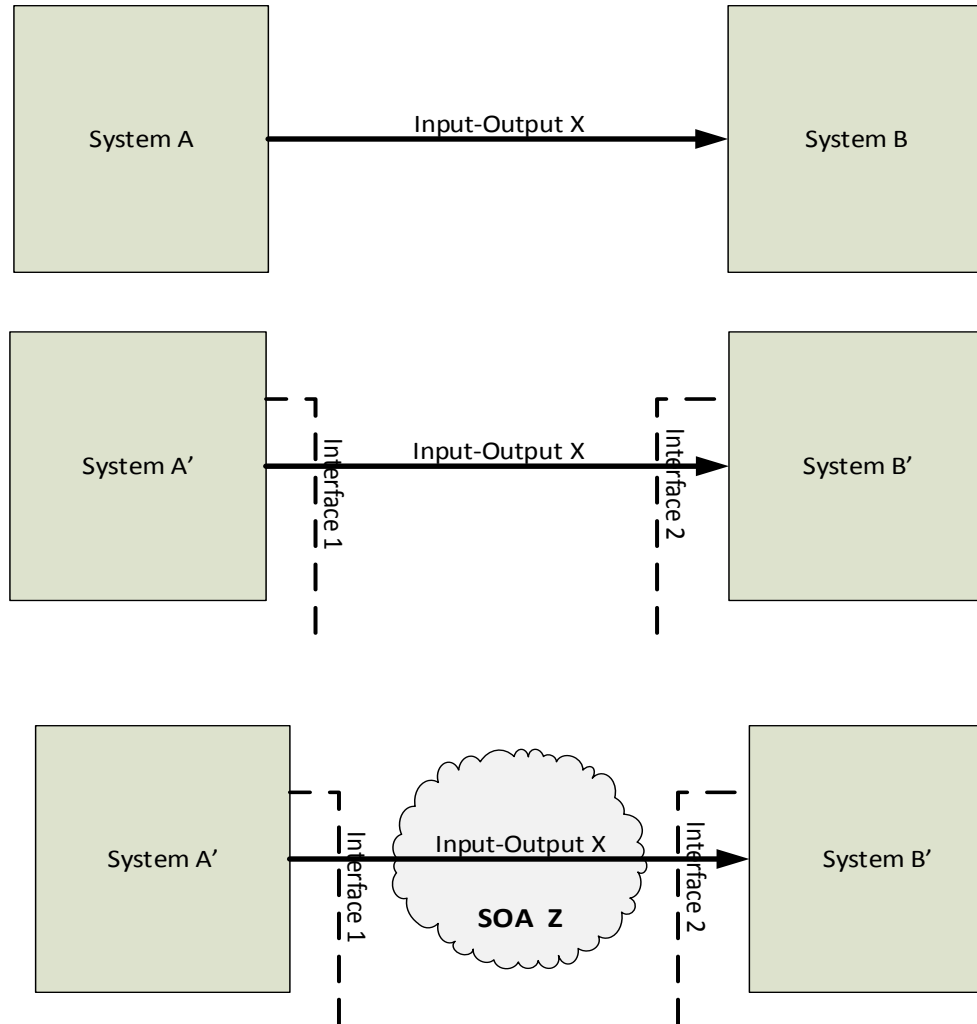 System A
Input-Output X
System B
System A’
Interface 1
Input-Output X
Interface 2
System B’
System A’
Interface 1
Input-Output X
SOA Z
Interface 2
System B’